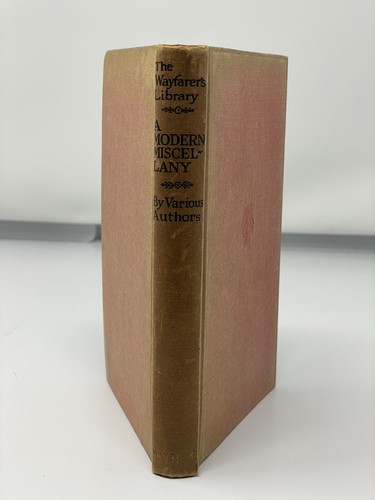 The
Wayfarer's
Library
A
MODERN
MISCEL-
LANY
By Various
Authors